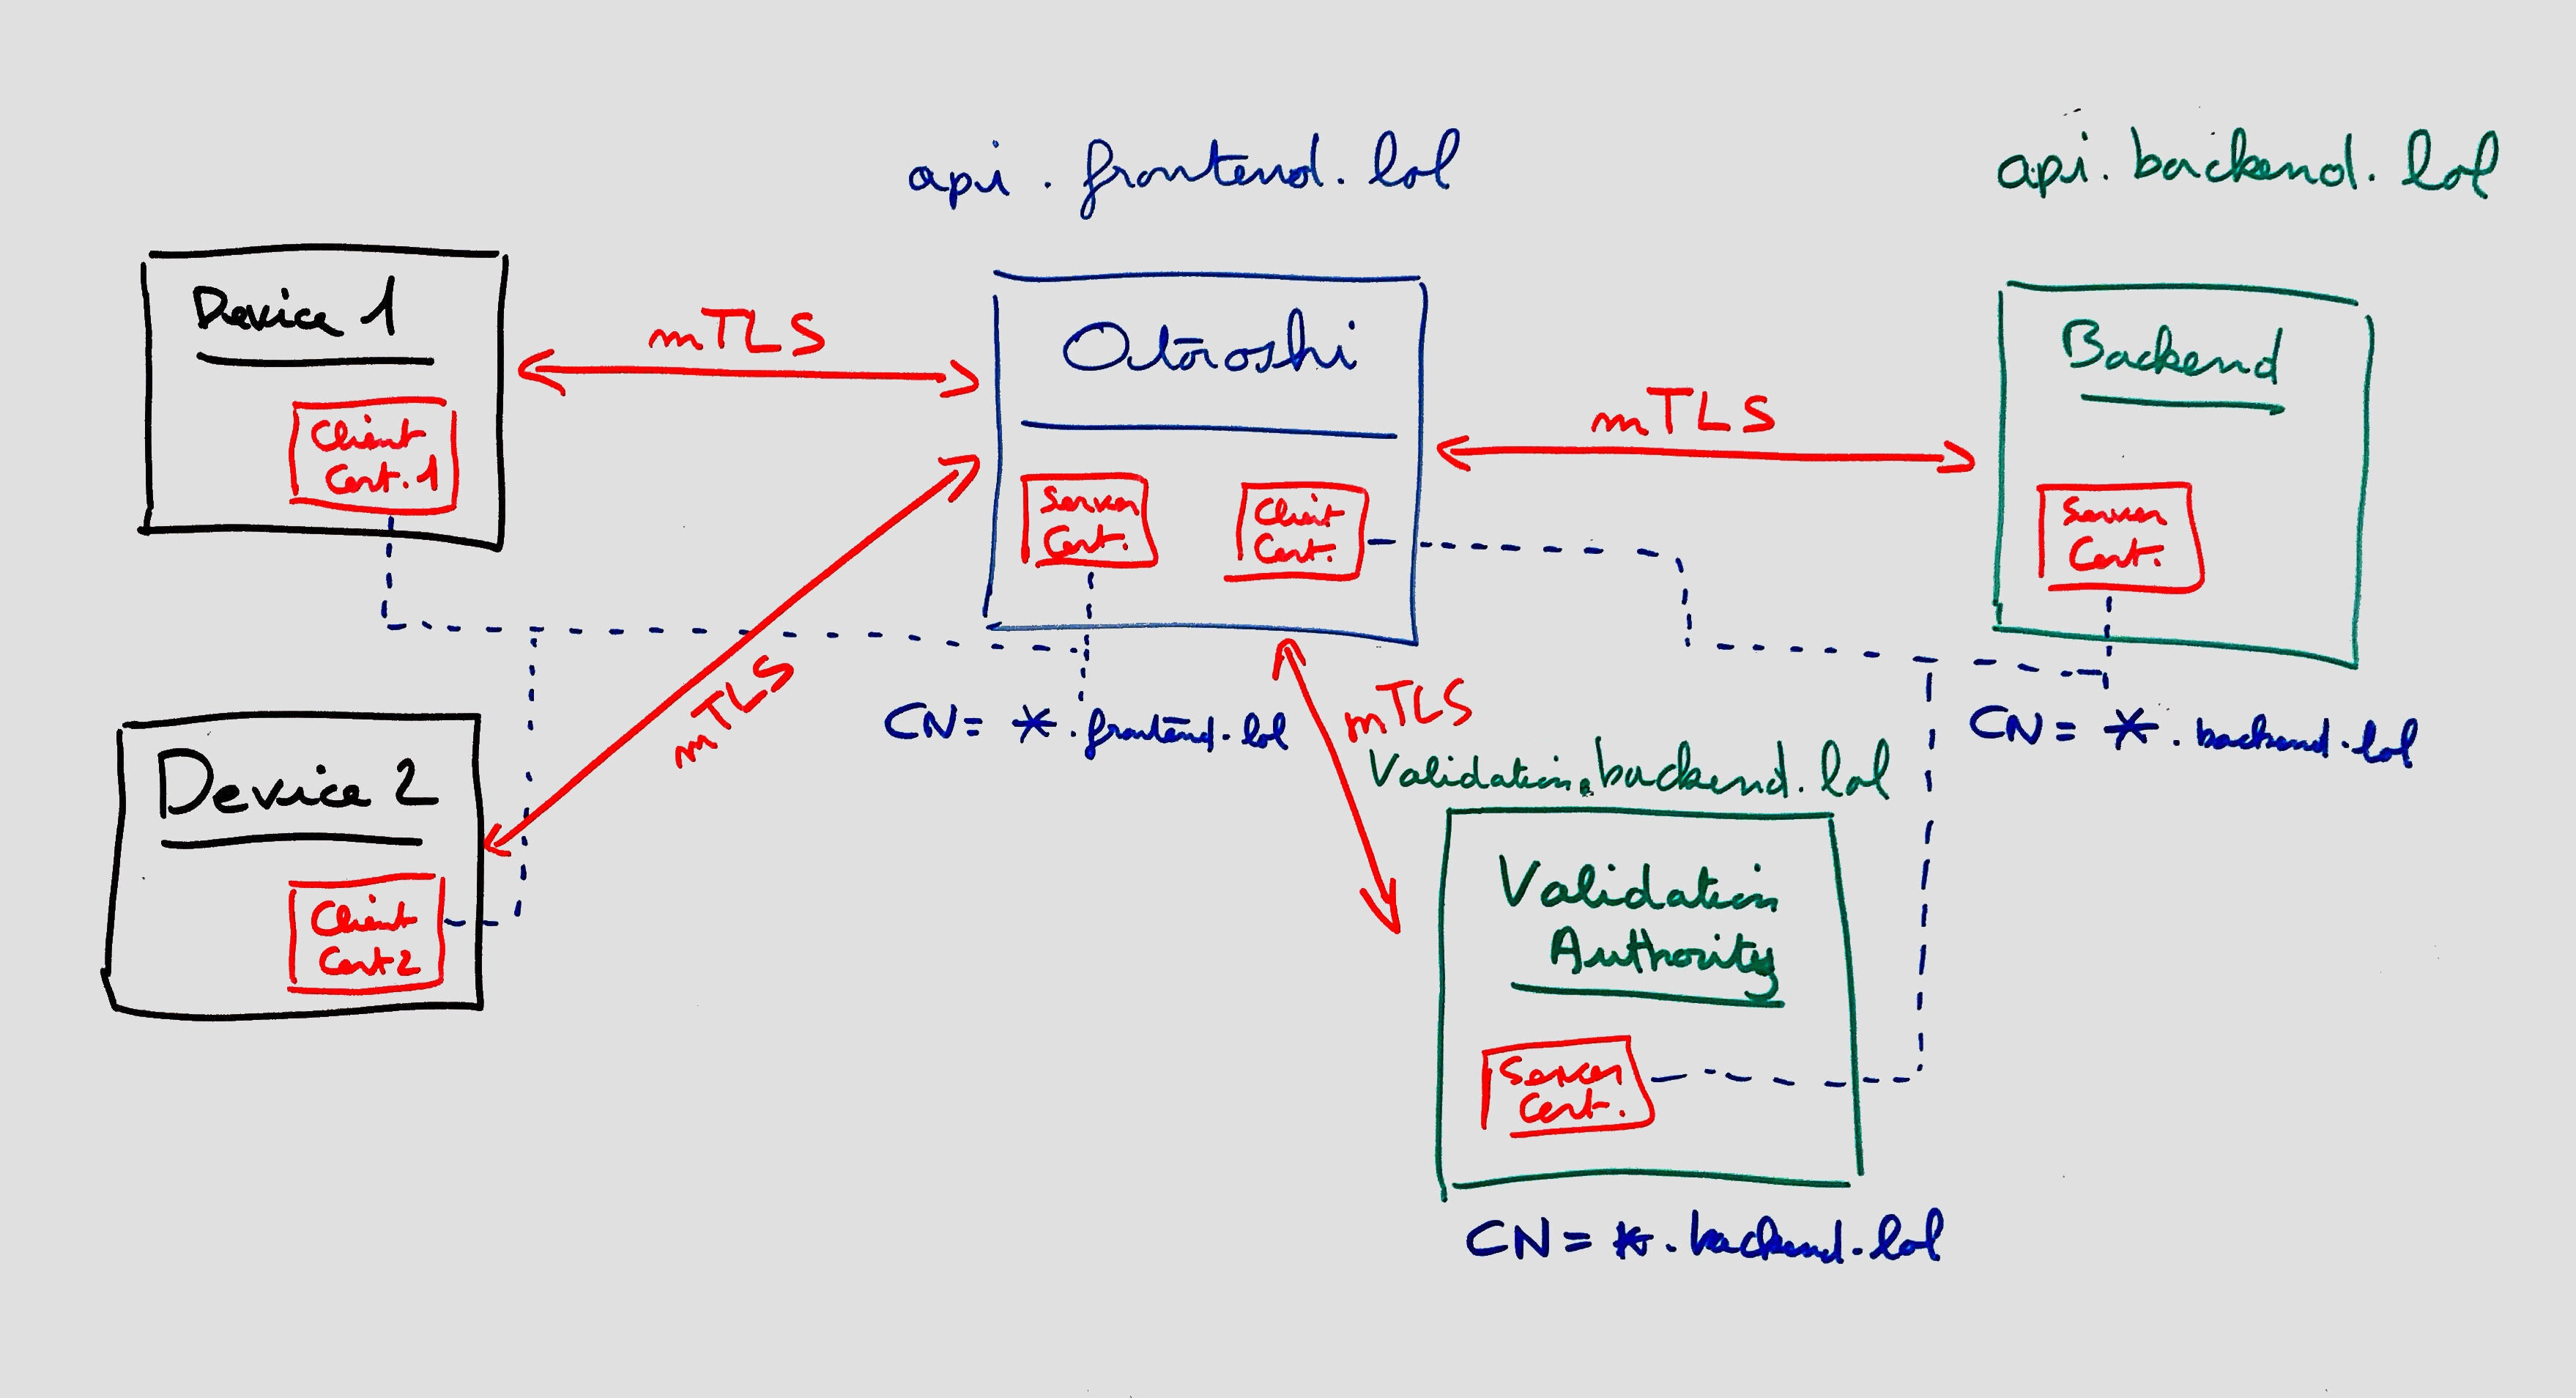 api.frontend.lol
api.backend.lol
Device 1
Client
Cert.1
mTLS
Otoroshi
Server
Cert.
Client
Cert.
mTLS
Backend
Server
Cert.
mTLS
CN= *.frontend.lol
mTLS
CN= *.backend.lol
Device 2
Client
Cert2
Validation.backend.lol
Validation
Authority
Server
Cert.
CN= *.backend.lol